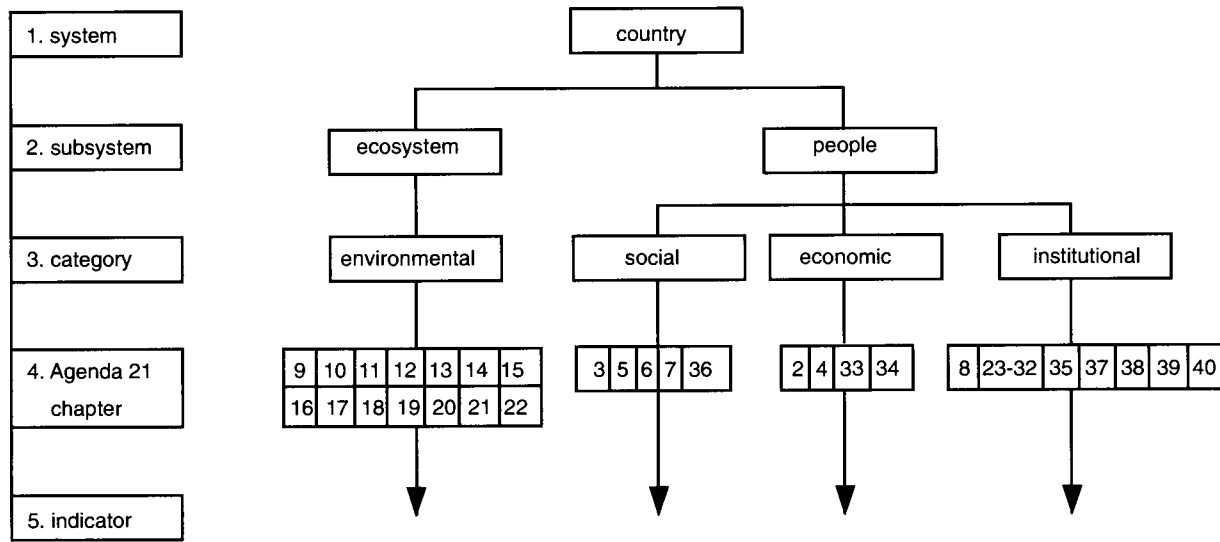 1. system
country
2. subsystem
ecosystem
people
3. category
environmental
social
economic
institutional
4. Agenda 21
chapter
9 10 11 12 13 14 15
16 17 18 19 20 21 22
3 5 6 7 36
2 4 33 34
8 23-32 35 37 38 39 40
5. indicator